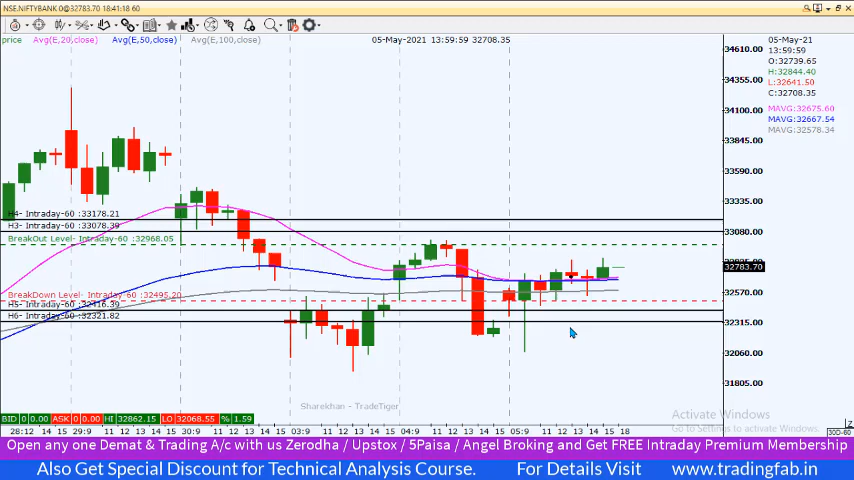 NSE.NIFTYBANK.0@32783.70 18:41:18 60
price Avg(E,20,close) Avg(E,50,close) Avg(E,100,close) 05-May-2021 13:59:59 32708.35
05-May-21
13:59:59
O:32739.65
H:32844.40
L:32641.50
C:32708.35
MAVG:32675.60
MAVG:32667.54
MAVG:32578.34
34610.00
34355.00
34100.00
33845.00
33590.00
33335.00
33080.00
32783.70
32570.00
32315.00
32060.00
31805.00
H4- Intraday-60 :33178.21
H3- Intraday-60 :33078.39
BreakOut Level- Intraday-60 :32968.05
BreakDown Level- Intraday-60 :32495.20
H5- Intraday-60 :32416.39
H6- Intraday-60 :32321.82
Sharekhan - TradeTiger
BID 0 0.00 ASK 0 0.00 HI 32862.15 LO 32068.55 % 1.59
Activate Windows
Go to Settings to activate Windows.
28:12 14 15 29:9 11 12 13 14 15 30:9 11 12 13 14 15 03:9 11 12 13 14 15 04:9 11 12 13 14 15 05:9 11 12 13 14 15 18
30D-60
Open any one Demat & Trading A/c with us Zerodha / Upstox / 5Paisa / Angel Broking and Get FREE Intraday Premium Membership
Also Get Special Discount for Technical Analysis Course. For Details Visit www.tradingfab.in